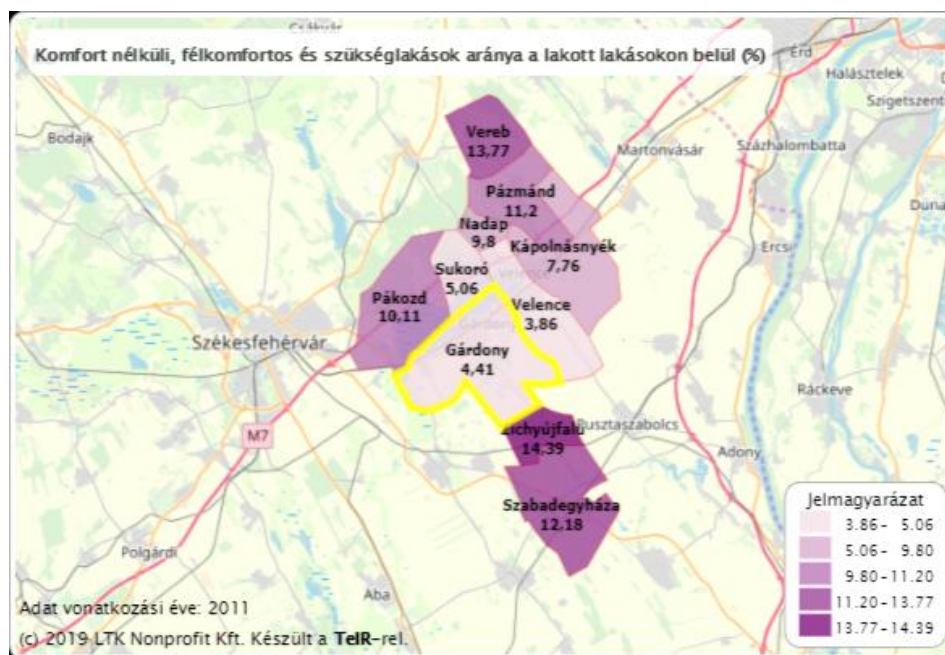 Csákvár
Komfort nélküli, félkomfortos és szükséglakások aránya a lakott lakásokon belül (%)
Érd
Halásztelek
Szigetszent
Bodajk
Vereb
13,77
Martonvásár
Százhalombatta
Pázmánd
11,2
Nadap
9,8
Kápolnásnyék
7,76
Duna
Ercsi
Sukoró
5,06
Velence
Pákozd
10,11
Velence
3,86
Gárdony
Székesfehérvár
Gárdony
4,41
Ráckeve
M7
Zichyújfalu
14,39
Pusztaszabolcs
Adony
Szabadegyháza
12,18
Polgárdi
Aba
Jelmagyarázat
3.86- 5.06
5.06- 9.80
9.80-11.20
11.20-13.77
13.77-14.39
Adat vonatkozási éve: 2011
(c) 2019 LTK Nonprofit Kft. Készült a TeIR-rel.